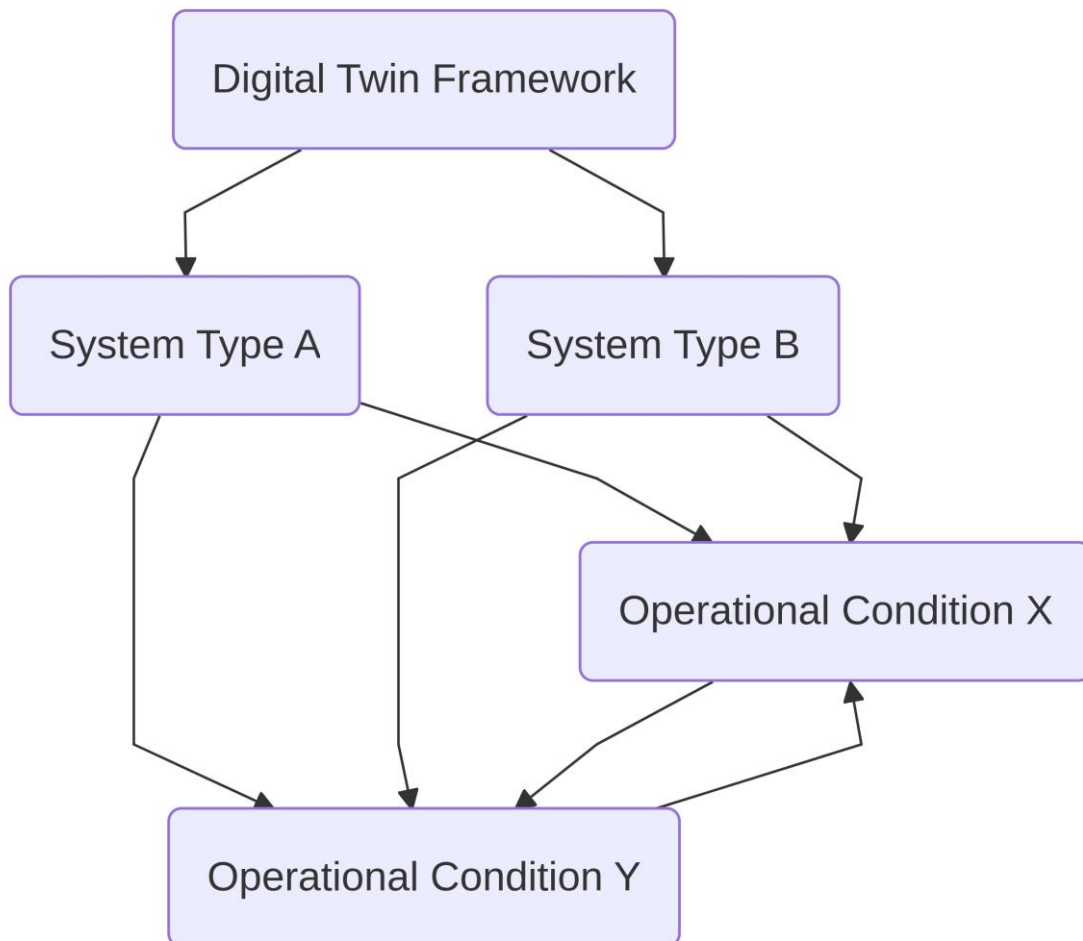 Digital Twin Framework
System Type A
System Type B
Operational Condition X
Operational Condition Y